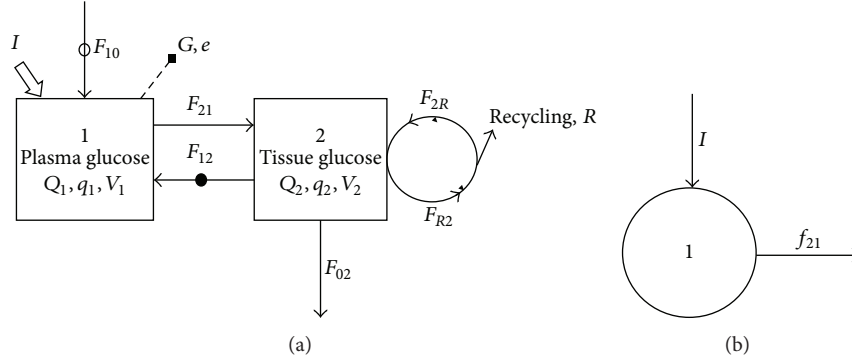 I
F₁₀
G, e
1
Plasma glucose
Q₁, q₁, V₁
F₂₁
F₁₂
2
Tissue glucose
Q₂, q₂, V₂
F₂R
F_R2
Recycling, R
F₀₂
(a)
I
1
f₂₁
(b)